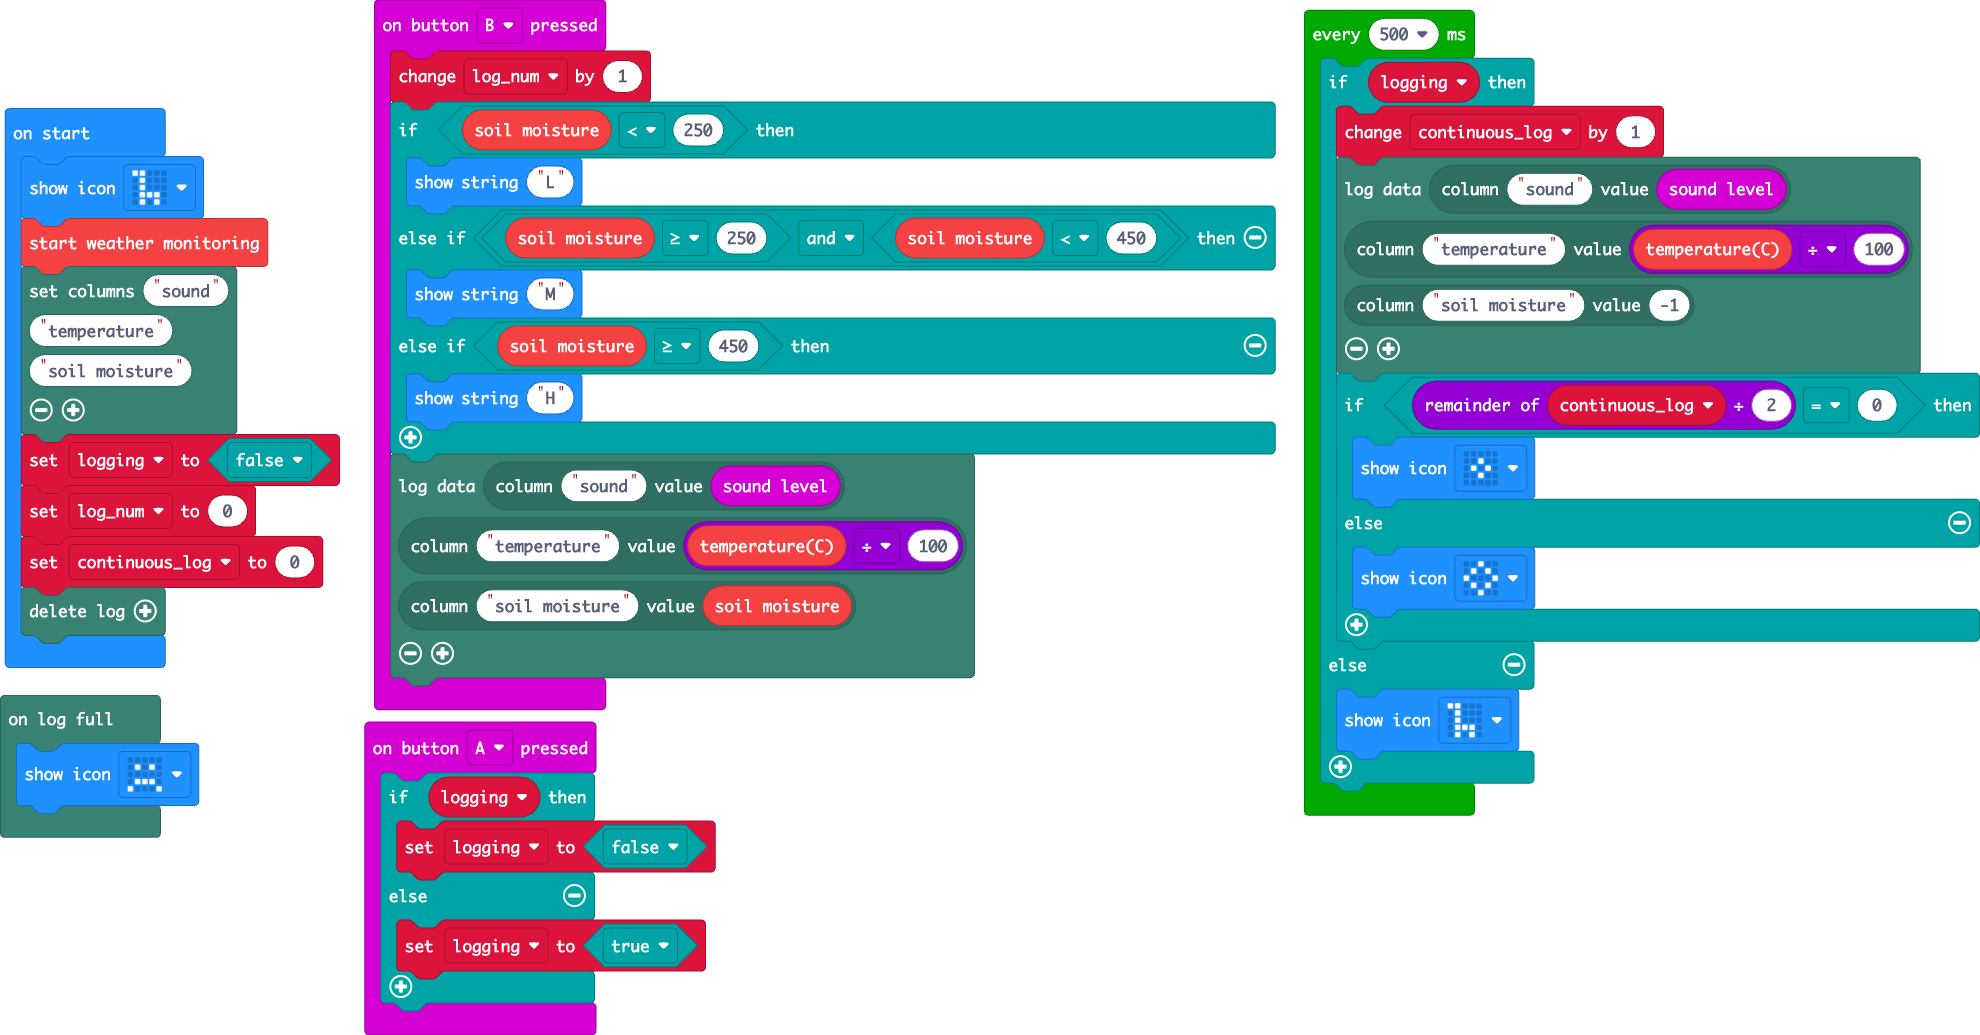 on start
show icon
start weather monitoring
set columns "sound"
"temperature"
"soil moisture"
set logging to false
set log_num to 0
set continuous_log to 0
delete log
on log full
show icon
on button B pressed
change log_num by 1
if soil moisture < 250 then
show string "L"
else if soil moisture ≥ 250 and soil moisture < 450 then
show string "M"
else if soil moisture ≥ 450 then
show string "H"
log data column "sound" value sound level
column "temperature" value temperature(C) ÷ 100
column "soil moisture" value soil moisture
on button A pressed
if logging then
set logging to false
else
set logging to true
every 500 ms
if logging then
change continuous_log by 1
log data column "sound" value sound level
column "temperature" value temperature(C) ÷ 100
column "soil moisture" value -1
if remainder of continuous_log ÷ 2 = 0 then
show icon
else
show icon
else
show icon